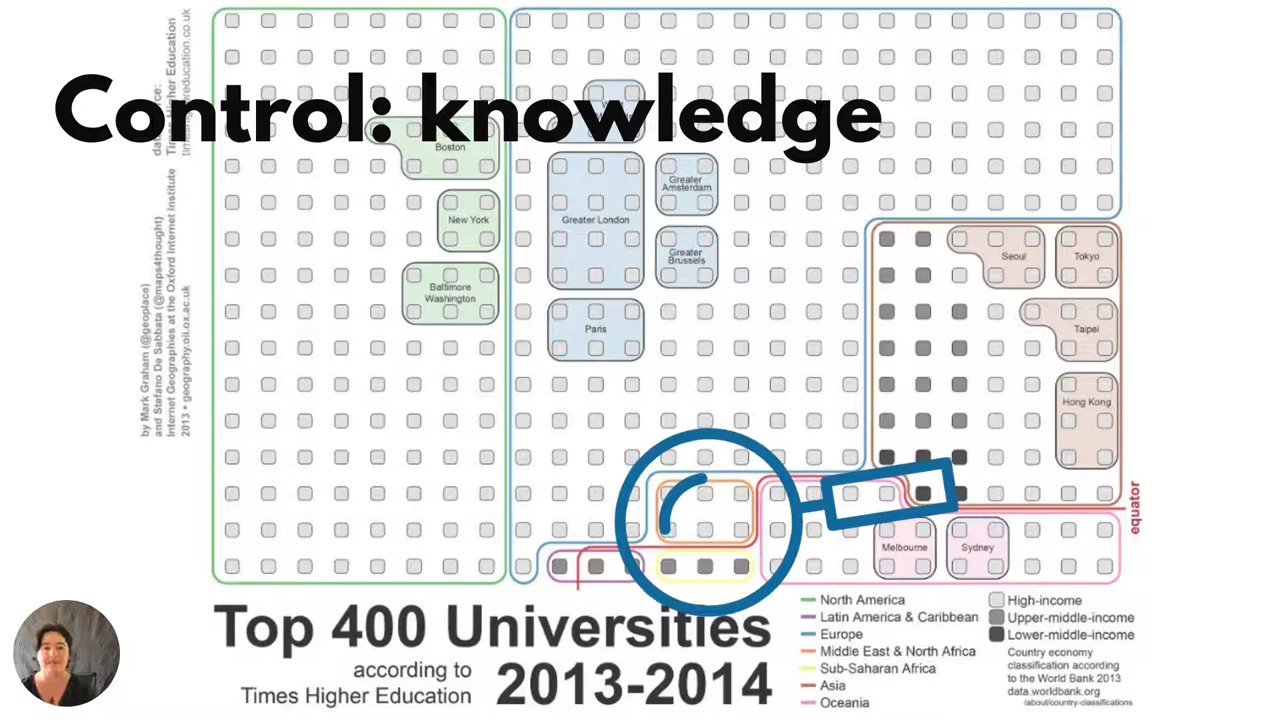 Control: knowledge
Times Higher Education
by Mark Graham (@geoplace)
and Stefano De Sabbata (@maps4thought)
Internet Geographies at the Oxford Internet Institute
2013 • geography.oii.ox.ac.uk
Boston
New York
Baltimore
Washington
Greater London
Paris
Greater
Amsterdam
Greater
Brussels
Seoul
Tokyo
Taipei
Hong Kong
Melbourne
Sydney
equator
Top 400 Universities
according to
Times Higher Education
2013-2014
North America
Latin America & Caribbean
Europe
Middle East & North Africa
Sub-Saharan Africa
Asia
Oceania
High-income
Upper-middle-income
Lower-middle-income
Country economy
classification according
to the World Bank 2013
data.worldbank.org
/about/country-classifications